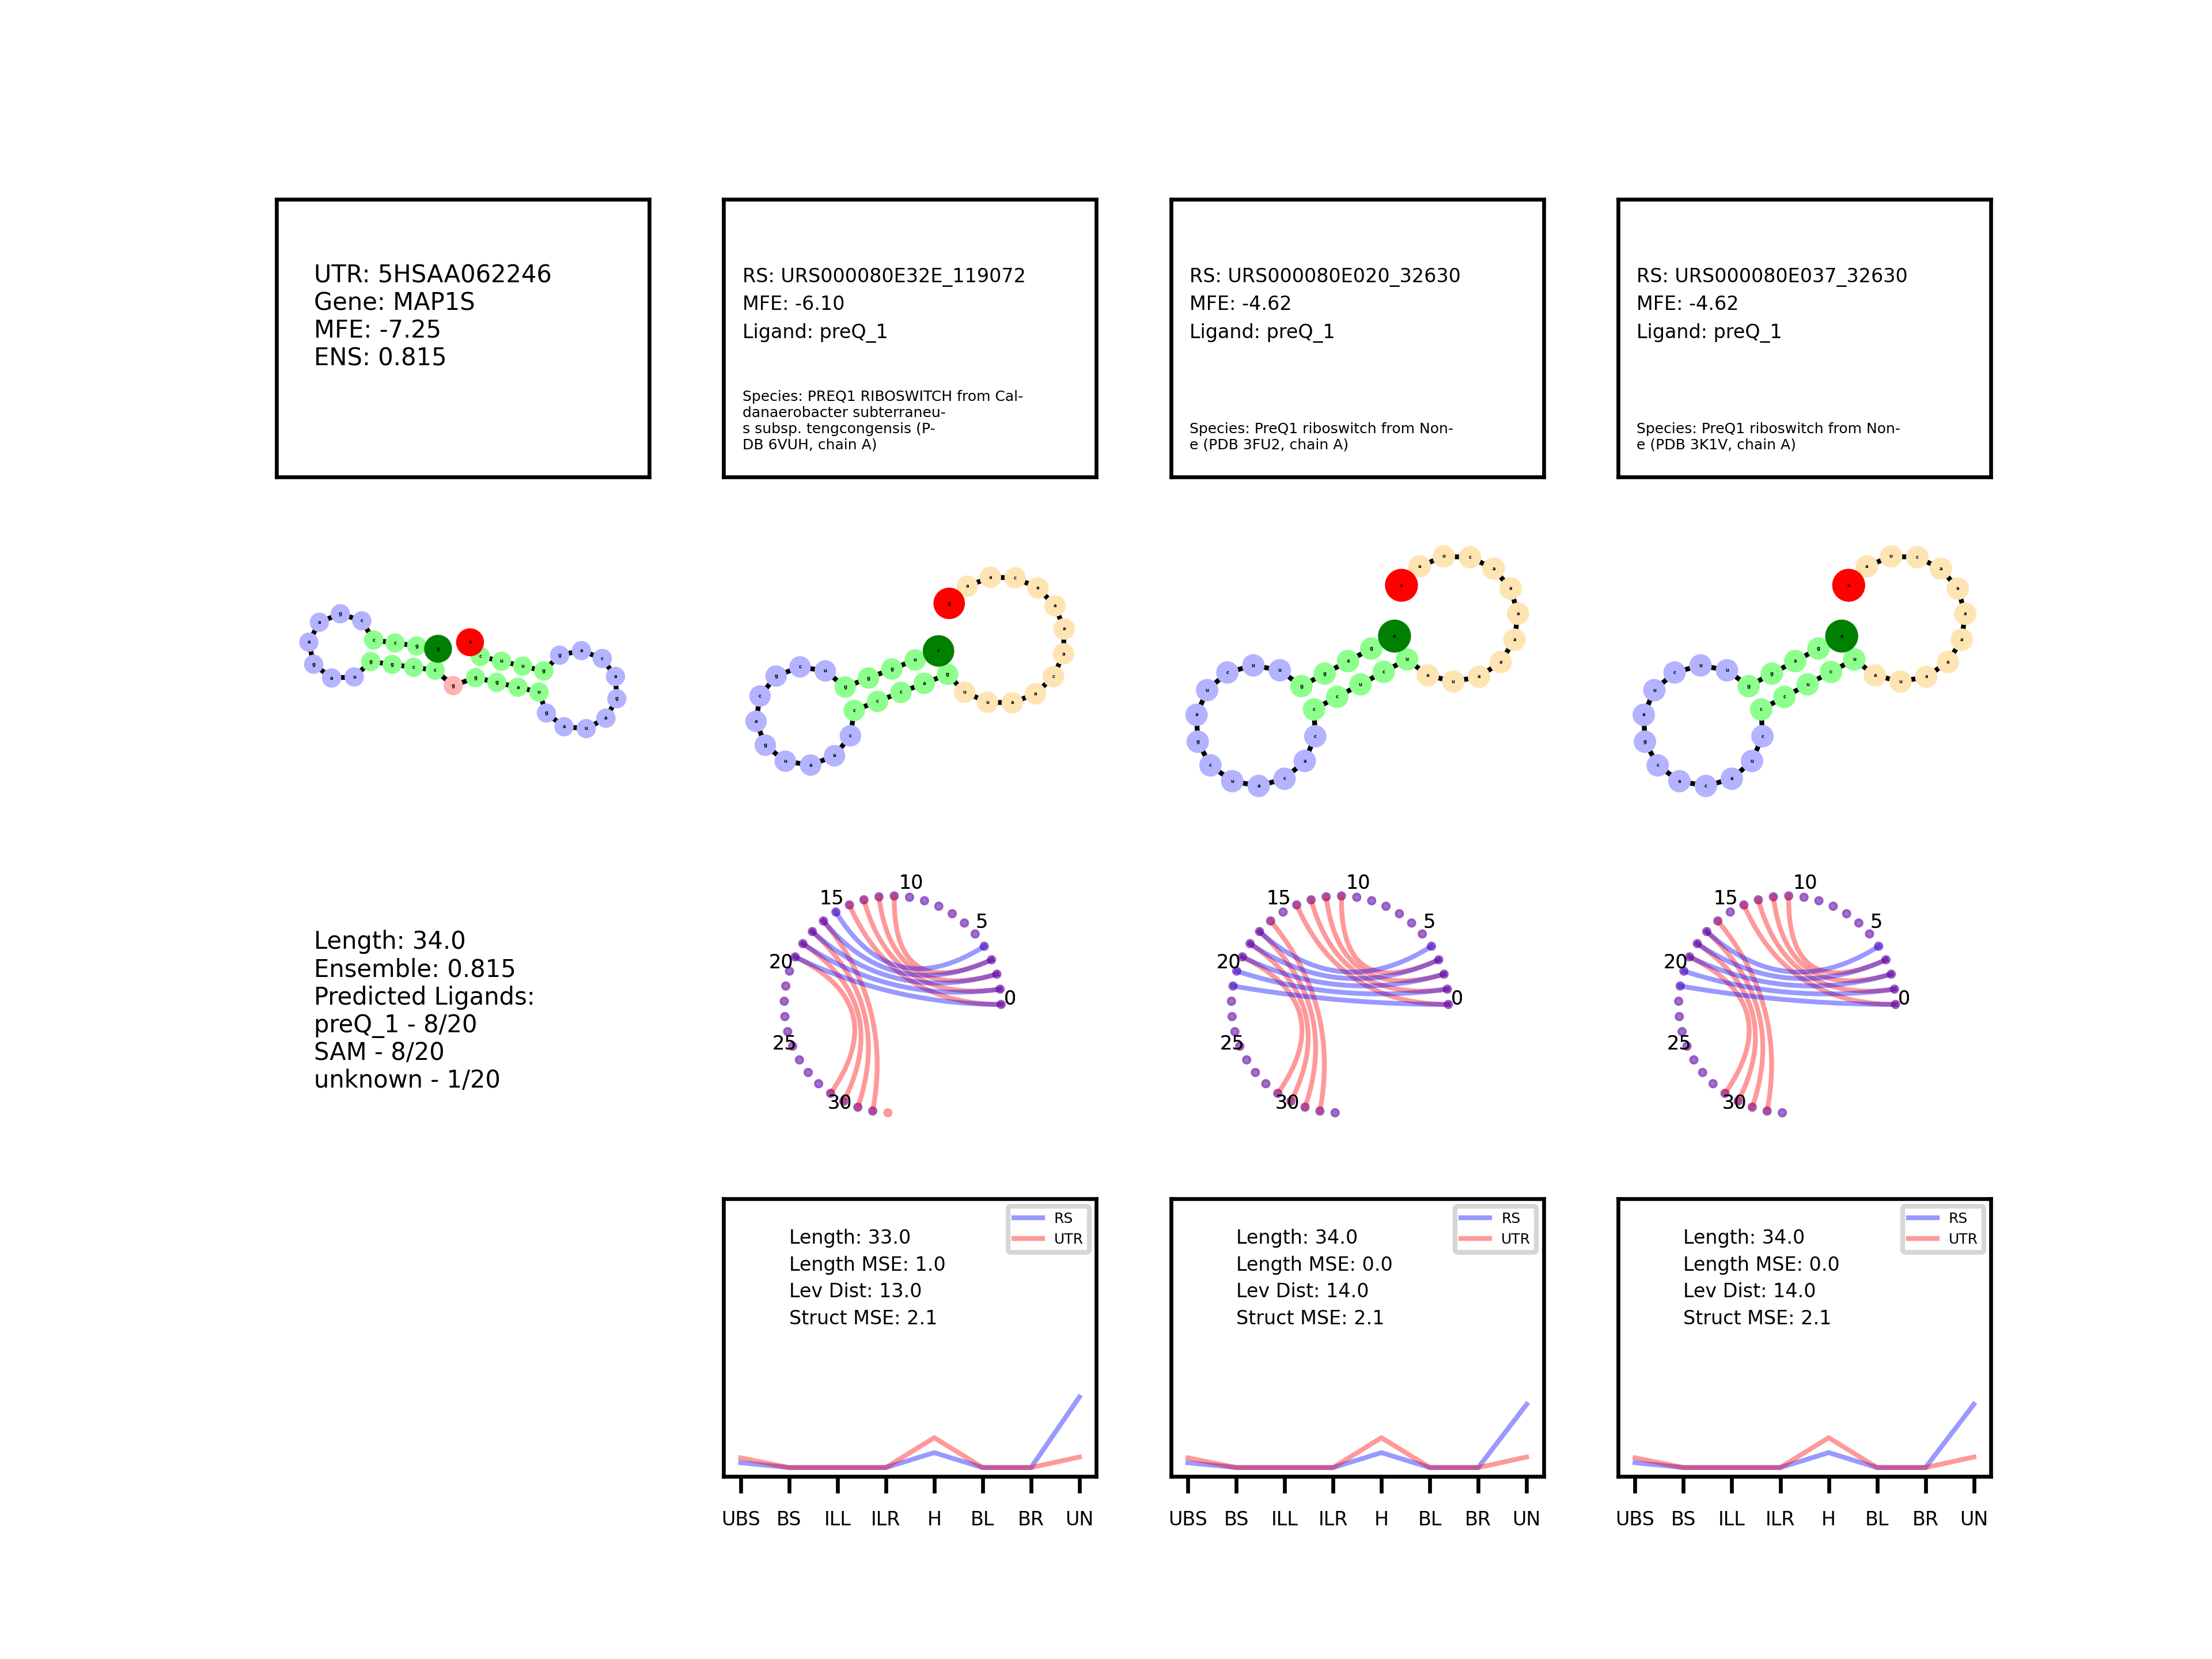 UTR: 5HSAA062246
Gene: MAP1S
MFE: -7.25
ENS: 0.815
RS: URS000080E32E_119072
MFE: -6.10
Ligand: preQ_1
Species: PREQ1 RIBOSWITCH from Cal-
danaerobacter subterraneu-
s subsp. tengcongensis (P-
DB 6VUH, chain A)
RS: URS000080E020_32630
MFE: -4.62
Ligand: preQ_1
Species: PreQ1 riboswitch from Non-
e (PDB 3FU2, chain A)
RS: URS000080E037_32630
MFE: -4.62
Ligand: preQ_1
Species: PreQ1 riboswitch from Non-
e (PDB 3K1V, chain A)
Length: 34.0
Ensemble: 0.815
Predicted Ligands:
preQ_1 - 8/20
SAM - 8/20
unknown - 1/20
0
5
10
15
20
25
30
0
5
10
15
20
25
30
0
5
10
15
20
25
30
RS
UTR
Length: 33.0
Length MSE: 1.0
Lev Dist: 13.0
Struct MSE: 2.1
UBS BS ILL ILR H BL BR UN
RS
UTR
Length: 34.0
Length MSE: 0.0
Lev Dist: 14.0
Struct MSE: 2.1
UBS BS ILL ILR H BL BR UN
RS
UTR
Length: 34.0
Length MSE: 0.0
Lev Dist: 14.0
Struct MSE: 2.1
UBS BS ILL ILR H BL BR UN